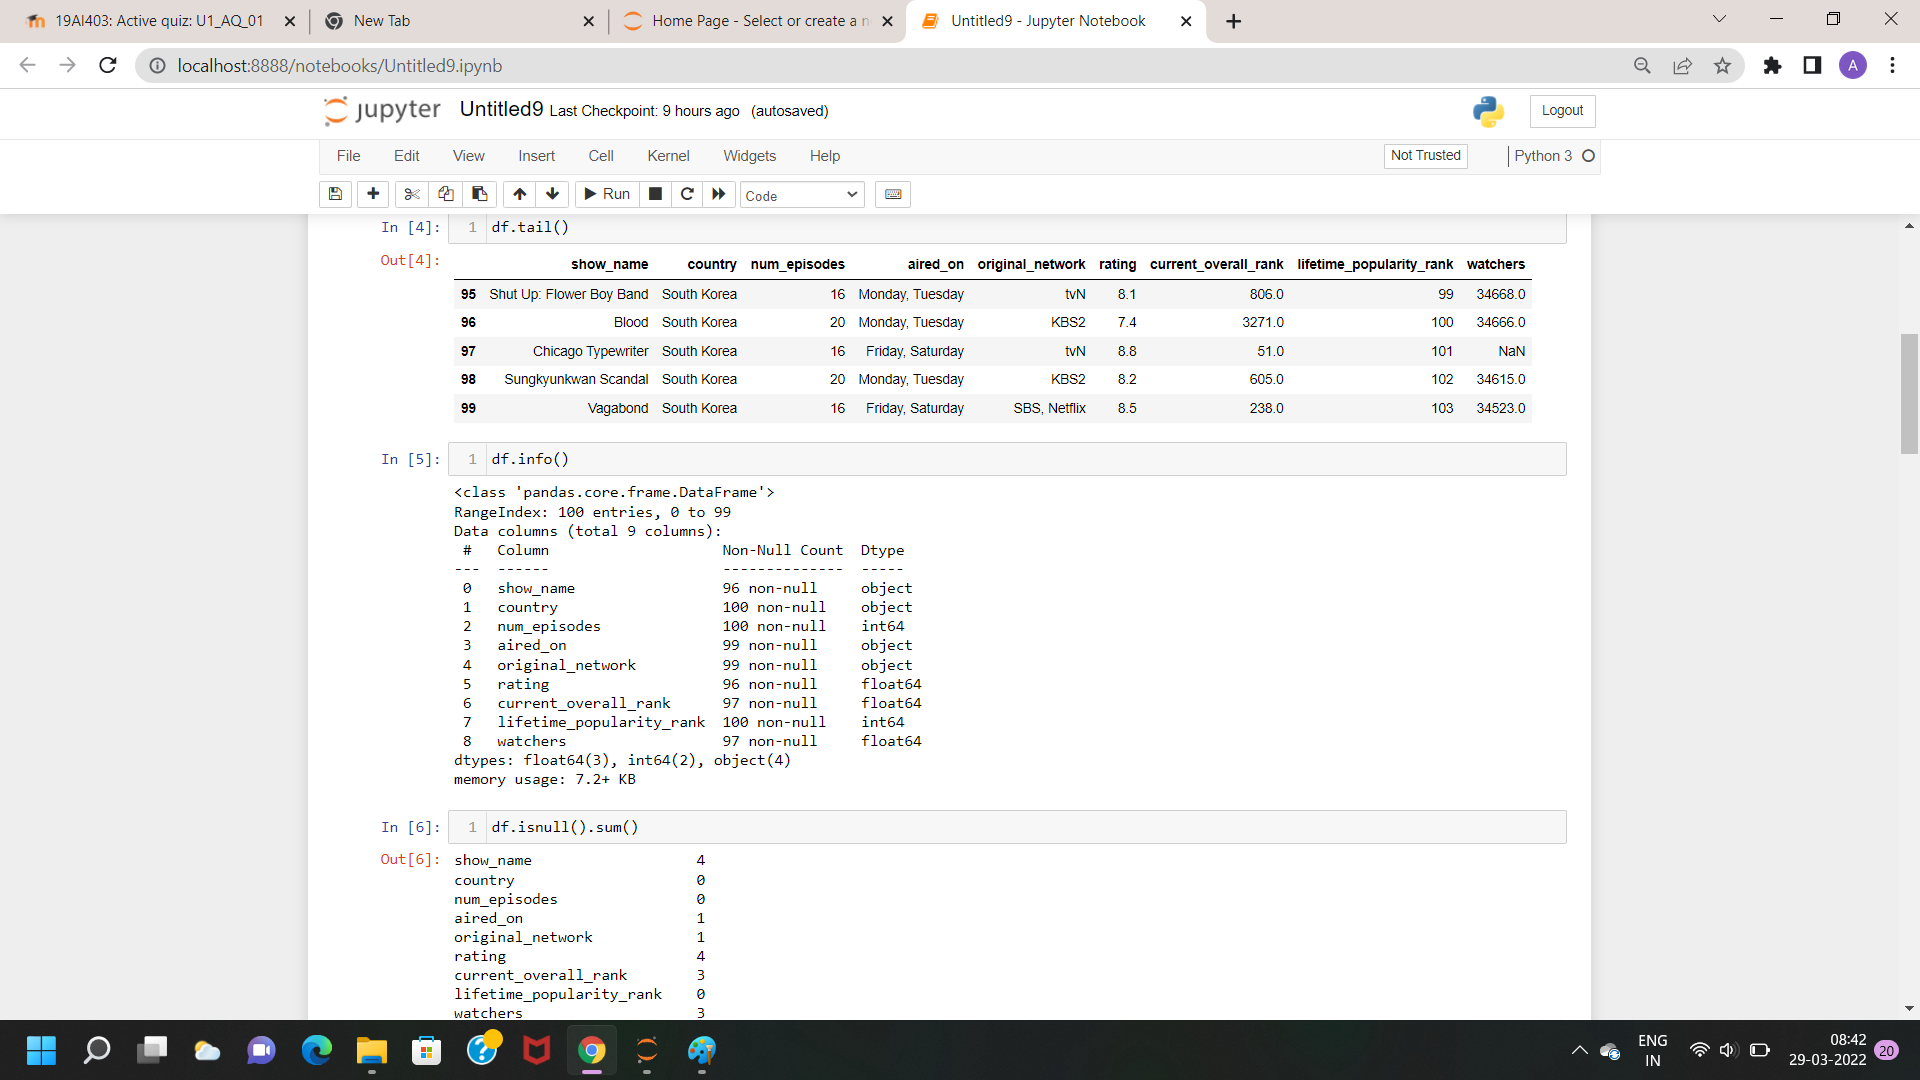 19AI403: Active quiz: U1_AQ_01
New Tab
Home Page - Select or create a n
Untitled9 - Jupyter Notebook
localhost:8888/notebooks/Untitled9.ipynb
A
jupyter Untitled9 Last Checkpoint: 9 hours ago (autosaved)
Logout
File Edit View Insert Cell Kernel Widgets Help
Not Trusted
Python 3
Run
Code
In [4]: 1 df.tail()
Out[4]:
show_name country num_episodes aired_on original_network rating current_overall_rank lifetime_popularity_rank watchers
95 Shut Up: Flower Boy Band South Korea 16 Monday, Tuesday tvN 8.1 806.0 99 34668.0
96 Blood South Korea 20 Monday, Tuesday KBS2 7.4 3271.0 100 34666.0
97 Chicago Typewriter South Korea 16 Friday, Saturday tvN 8.8 51.0 101 NaN
98 Sungkyunkwan Scandal South Korea 20 Monday, Tuesday KBS2 8.2 605.0 102 34615.0
99 Vagabond South Korea 16 Friday, Saturday SBS, Netflix 8.5 238.0 103 34523.0
In [5]: 1 df.info()
<class 'pandas.core.frame.DataFrame'>
RangeIndex: 100 entries, 0 to 99
Data columns (total 9 columns):
# Column Non-Null Count Dtype
--- ------ -------------- -----
0 show_name 96 non-null object
1 country 100 non-null object
2 num_episodes 100 non-null int64
3 aired_on 99 non-null object
4 original_network 99 non-null object
5 rating 96 non-null float64
6 current_overall_rank 97 non-null float64
7 lifetime_popularity_rank 100 non-null int64
8 watchers 97 non-null float64
dtypes: float64(3), int64(2), object(4)
memory usage: 7.2+ KB
In [6]: 1 df.isnull().sum()
Out[6]: show_name 4
country 0
num_episodes 0
aired_on 1
original_network 1
rating 4
current_overall_rank 3
lifetime_popularity_rank 0
watchers 3
ENG
IN
08:42
29-03-2022
20